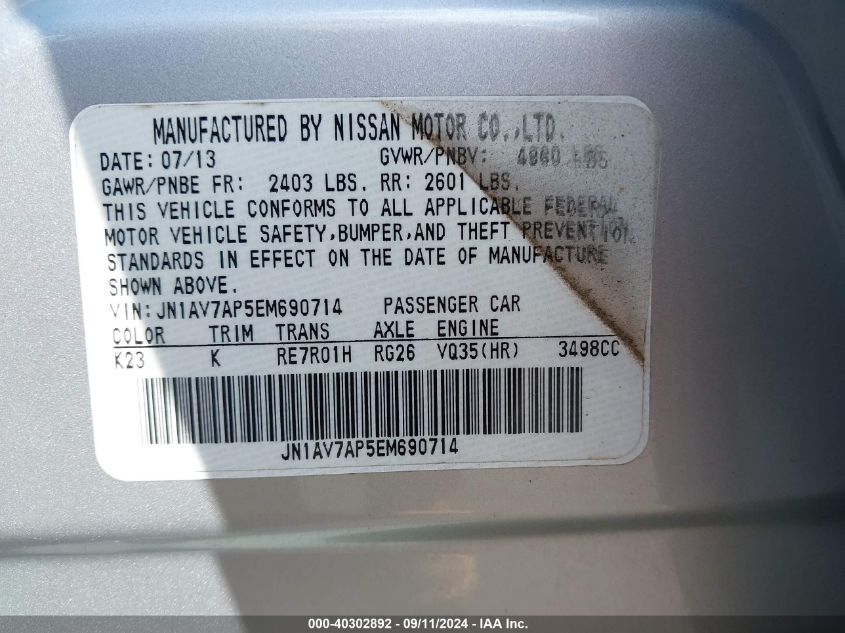 MANUFACTURED BY NISSAN MOTOR CO.,LTD.
DATE: 07/13 GVWR/PNBV: LBS
GAWR/PNBE FR: 2403 LBS. RR: 2601 LBS.
THIS VEHICLE CONFORMS TO ALL APPLICABLE FEDERAL
MOTOR VEHICLE SAFETY,BUMPER,AND THEFT PREVENTION
STANDARDS IN EFFECT ON THE DATE OF MANUFACTURE
SHOWN ABOVE.
VIN:JN1AV7AP5EM690714 PASSENGER CAR
COLOR TRIM TRANS AXLE ENGINE
K23 K RE7R01H RG26 VQ35(HR) 3498CC
JN1AV7AP5EM690714
000-40302892 - 09/11/2024 - IAA Inc.